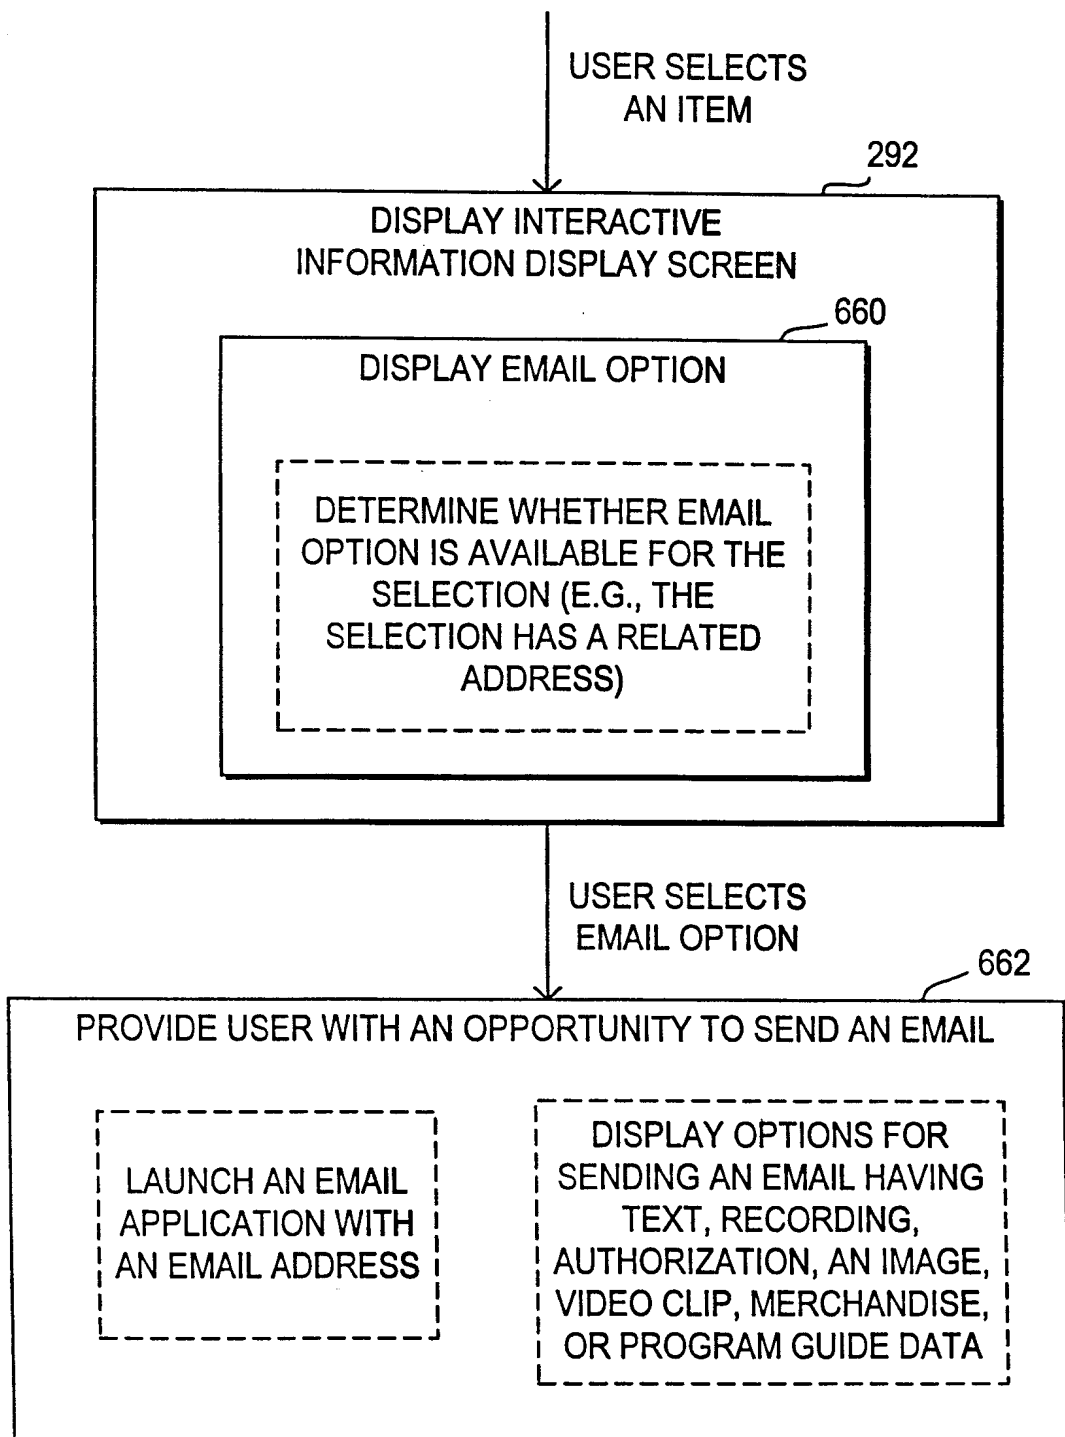 USER SELECTS
AN ITEM
292
DISPLAY INTERACTIVE
INFORMATION DISPLAY SCREEN
660
DISPLAY EMAIL OPTION
DETERMINE WHETHER EMAIL
OPTION IS AVAILABLE FOR THE
SELECTION (E.G., THE
SELECTION HAS A RELATED
ADDRESS)
USER SELECTS
EMAIL OPTION
662
PROVIDE USER WITH AN OPPORTUNITY TO SEND AN EMAIL
LAUNCH AN EMAIL
APPLICATION WITH
AN EMAIL ADDRESS
DISPLAY OPTIONS FOR
SENDING AN EMAIL HAVING
TEXT, RECORDING,
AUTHORIZATION, AN IMAGE,
VIDEO CLIP, MERCHANDISE,
OR PROGRAM GUIDE DATA